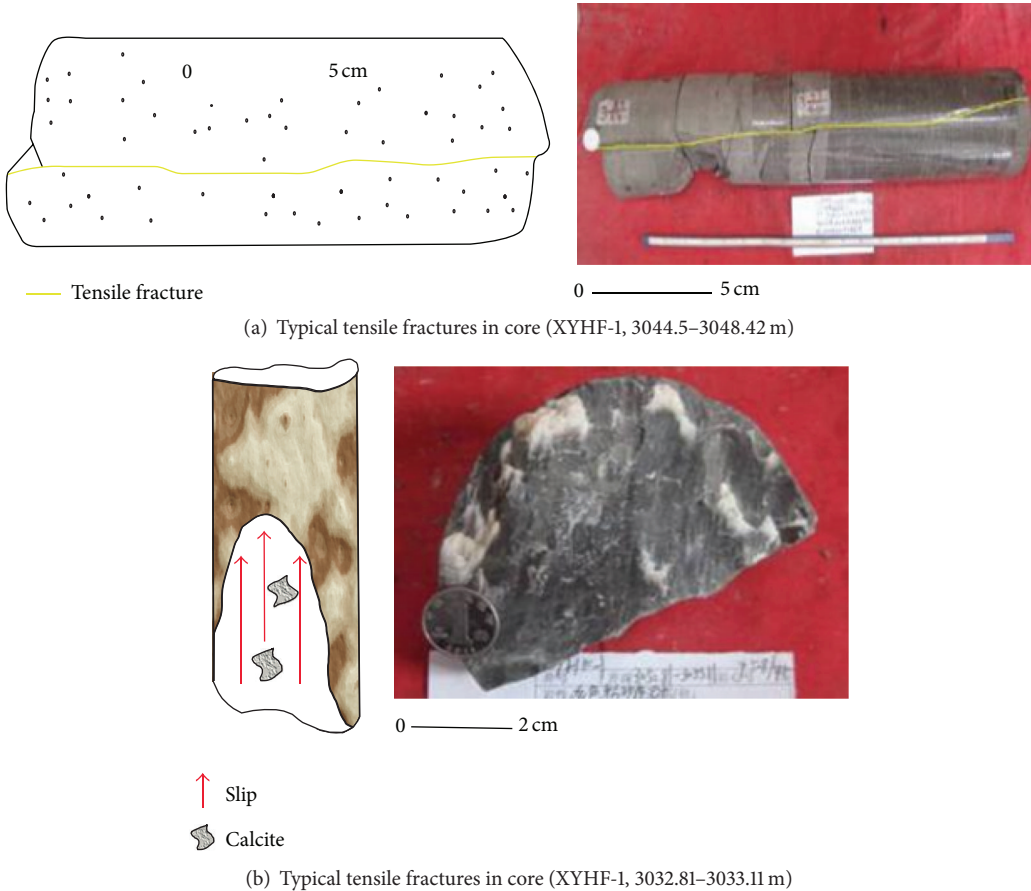 0 5 cm
Tensile fracture
0 5 cm
(a) Typical tensile fractures in core (XYHF-1, 3044.5–3048.42 m)
0 2 cm
Slip
Calcite
(b) Typical tensile fractures in core (XYHF-1, 3032.81–3033.11 m)